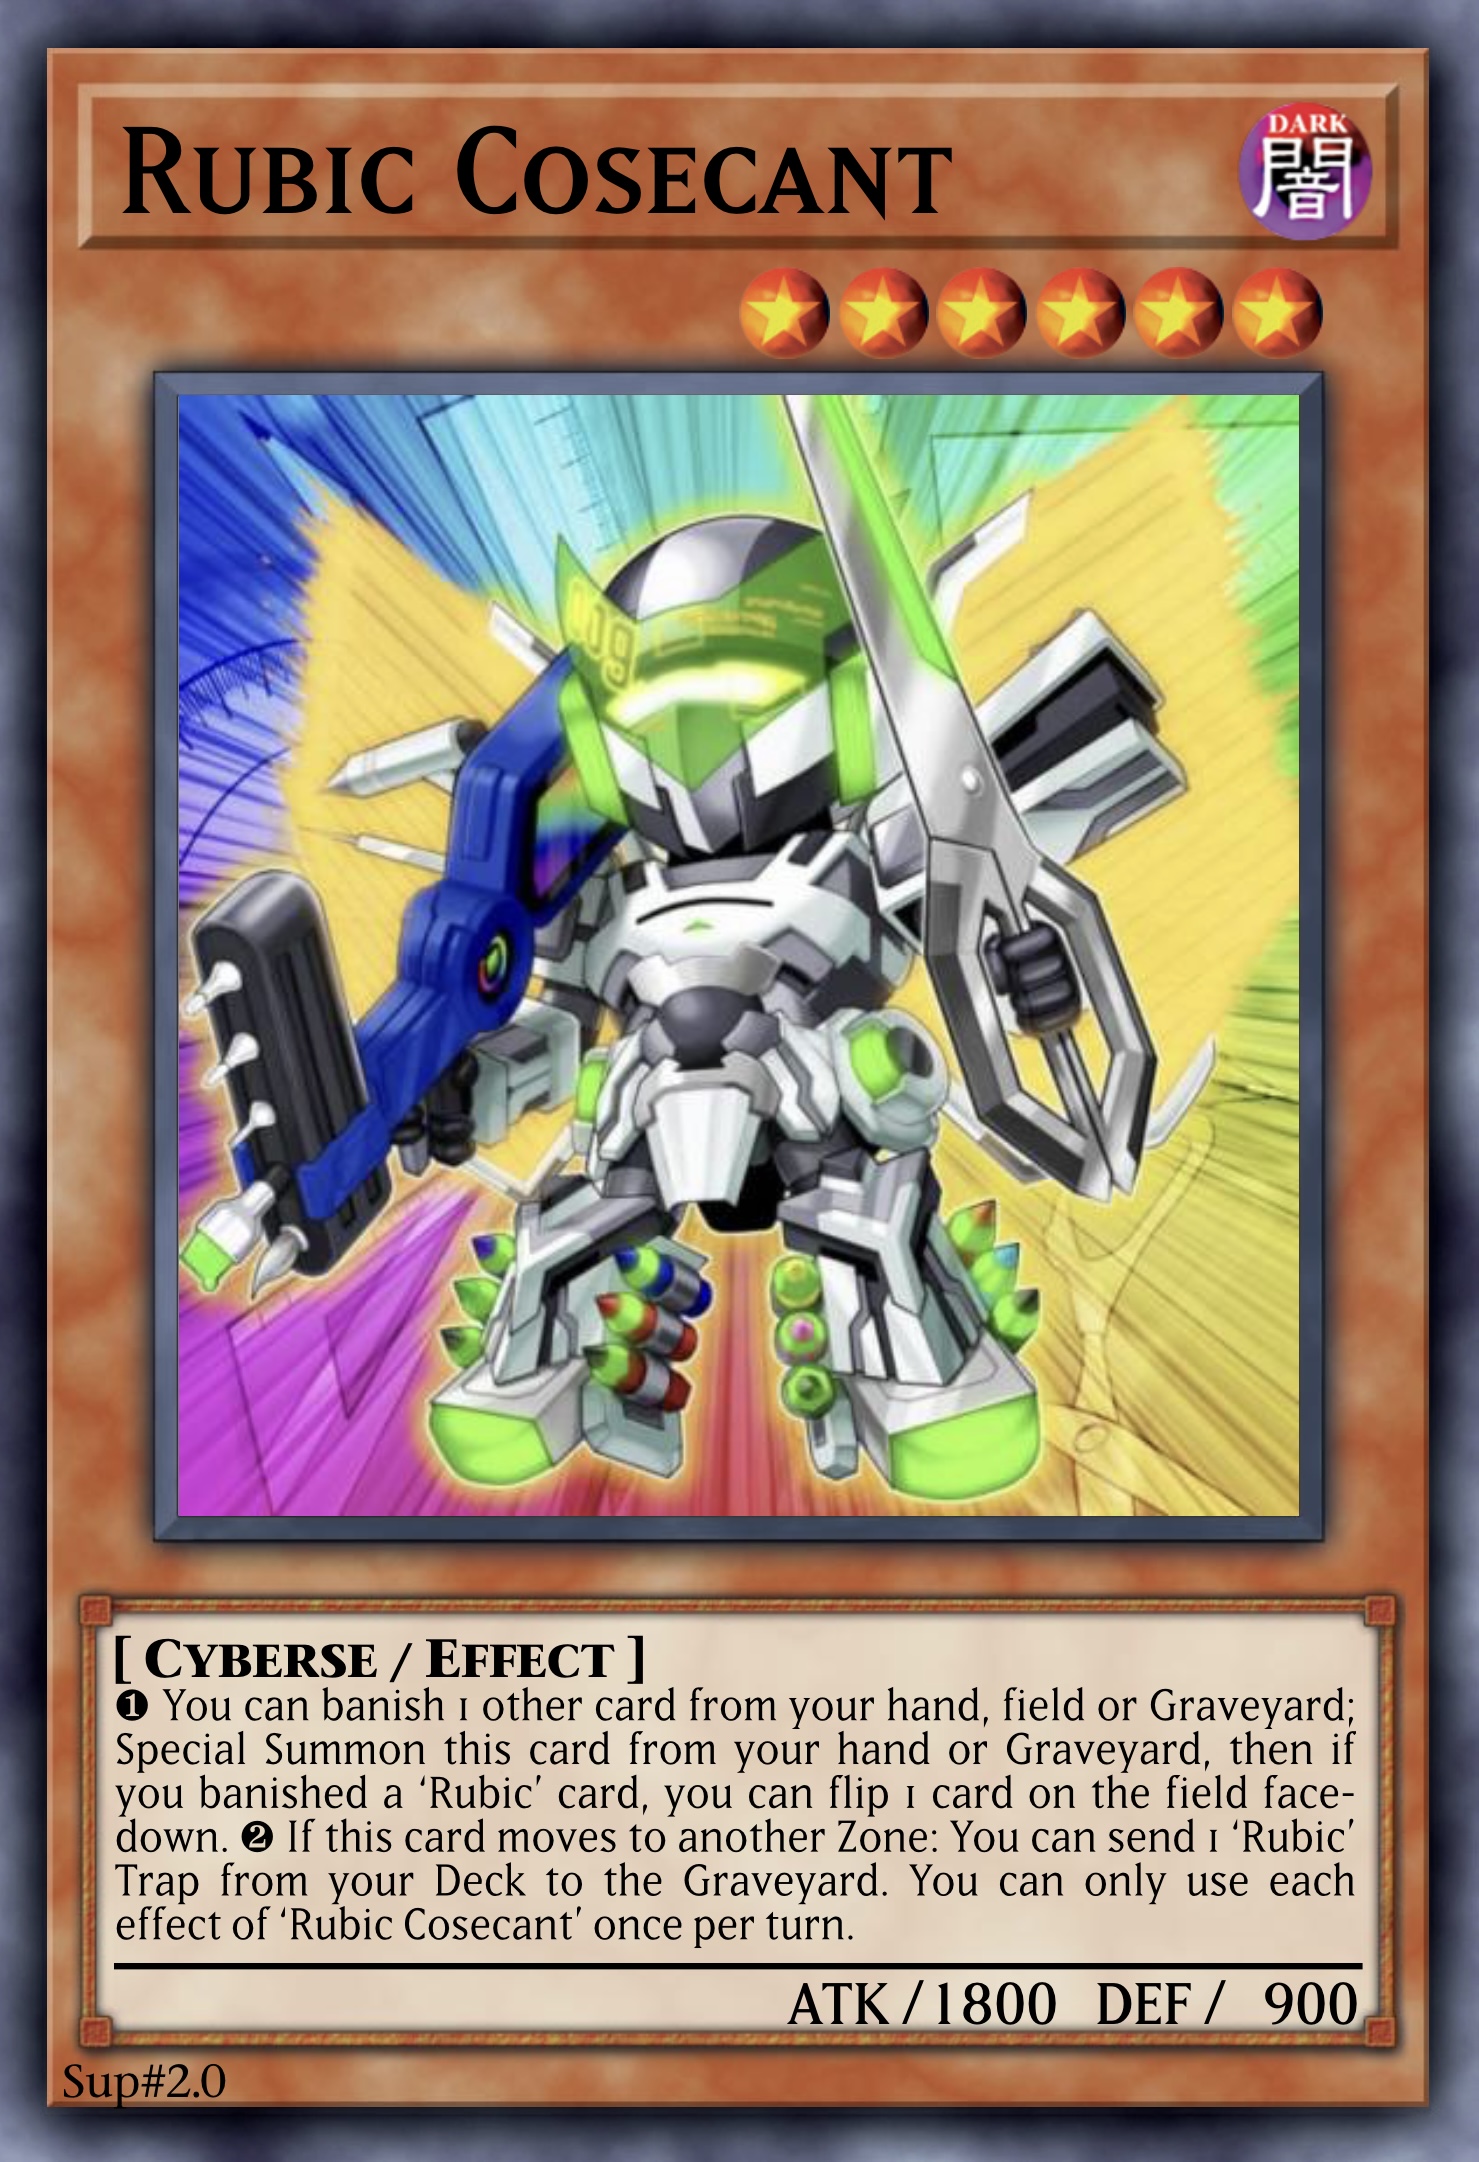 Rubic Cosecant
DARK
闇
[ Cyberse / Effect ]
❶ You can banish 1 other card from your hand, field or Graveyard;
Special Summon this card from your hand or Graveyard, then if
you banished a ‘Rubic’ card, you can flip 1 card on the field face-
down. ❷ If this card moves to another Zone: You can send 1 ‘Rubic’
Trap from your Deck to the Graveyard. You can only use each
effect of ‘Rubic Cosecant’ once per turn.
ATK / 1800 DEF / 900
Sup#2.0